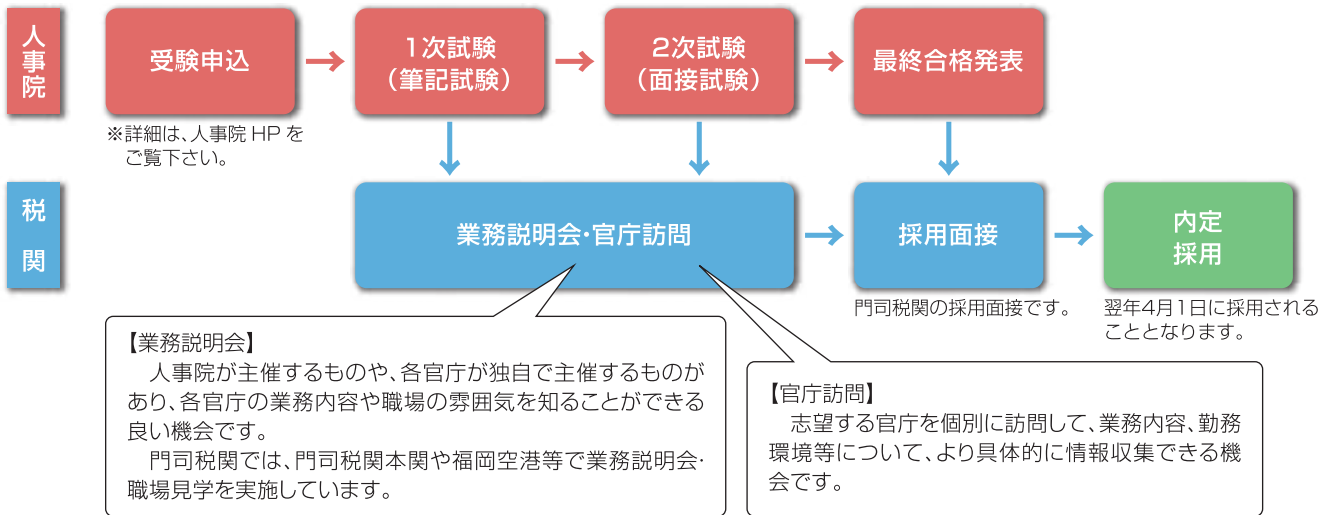 人事院
受験申込
1次試験
(筆記試験)
2次試験
(面接試験)
最終合格発表
※詳細は、人事院 HP を
ご覧下さい。
税関
業務説明会・官庁訪問
採用面接
内定
採用
門司税関の採用面接です。
翌年4月1日に採用される
こととなります。
【業務説明会】
人事院が主催するものや、各官庁が独自で主催するものが
あり、各官庁の業務内容や職場の雰囲気を知ることができる
良い機会です。
門司税関では、門司税関本関や福岡空港等で業務説明会・
職場見学を実施しています。
【官庁訪問】
志望する官庁を個別に訪問して、業務内容、勤務
環境等について、より具体的に情報収集できる機
会です。